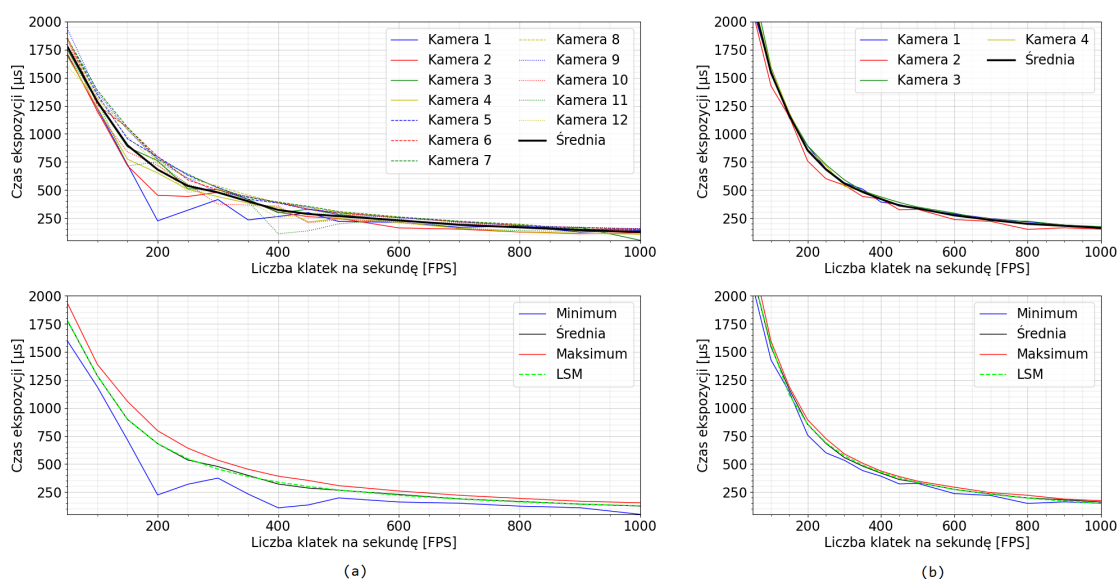 2000
1750
1500
1250
1000
750
500
250
Czas ekspozycji [µs]
Kamera 1
Kamera 2
Kamera 3
Kamera 4
Kamera 5
Kamera 6
Kamera 7
Kamera 8
Kamera 9
Kamera 10
Kamera 11
Kamera 12
Średnia
200
400
600
800
1000
Liczba klatek na sekundę [FPS]
2000
1750
1500
1250
1000
750
500
250
Czas ekspozycji [µs]
Kamera 1
Kamera 2
Kamera 3
Kamera 4
Średnia
200
400
600
800
1000
Liczba klatek na sekundę [FPS]
2000
1750
1500
1250
1000
750
500
250
Czas ekspozycji [µs]
Minimum
Średnia
Maksimum
LSM
200
400
600
800
1000
Liczba klatek na sekundę [FPS]
(a)
2000
1750
1500
1250
1000
750
500
250
Czas ekspozycji [µs]
Minimum
Średnia
Maksimum
LSM
200
400
600
800
1000
Liczba klatek na sekundę [FPS]
(b)